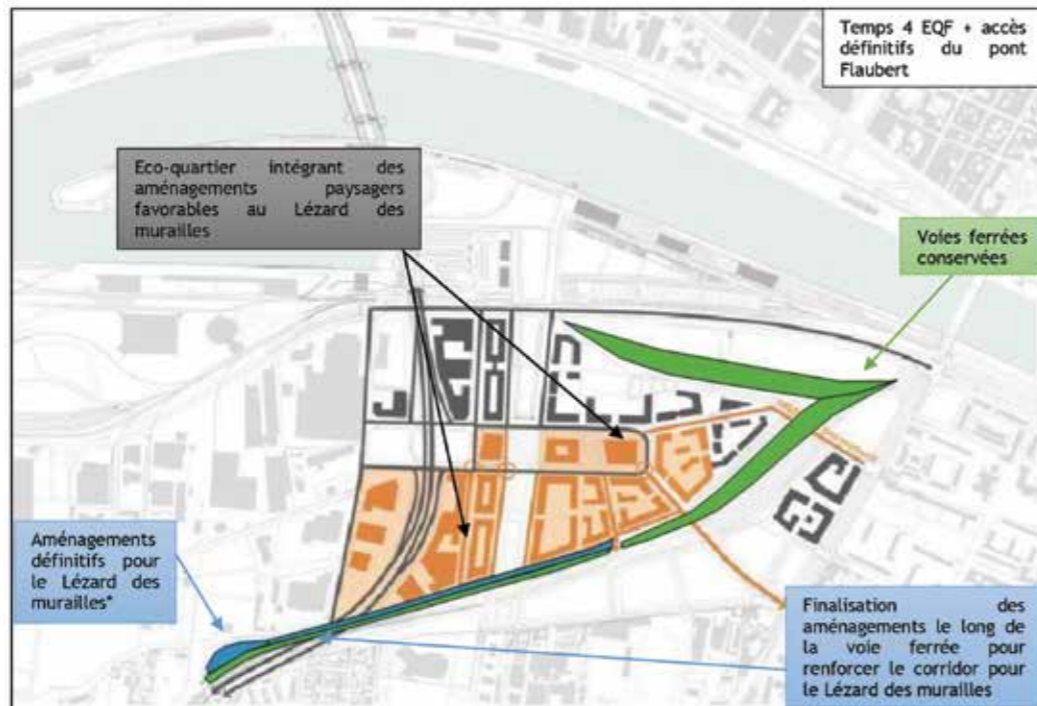 Temps 4 EQF + accès
définitifs du pont
Flaubert
Eco-quartier intégrant des
aménagements paysagers
favorables au Lézard des
murailles
Voies ferrées
conservées
Aménagements
définitifs pour
le Lézard des
murailles*
Finalisation des
aménagements le long de
la voie ferrée pour
renforcer le corridor pour
le Lézard des murailles